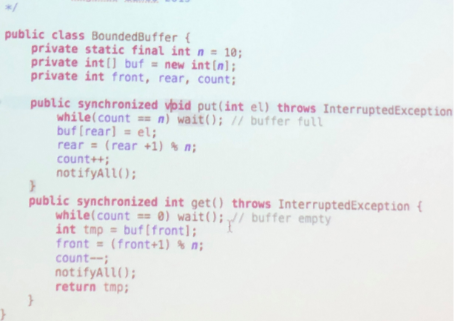 */
public class BoundedBuffer {
private static final int n = 10;
private int[] buf = new int[n];
private int front, rear, count;
public synchronized void put(int el) throws InterruptedException
while(count == n) wait(); // buffer full
buf[rear] = el;
rear = (rear +1) % n;
count++;
notifyAll();
}
public synchronized int get() throws InterruptedException {
while(count == 0) wait(); // buffer empty
int tmp = buf[front];
front = (front+1) % n;
count--;
notifyAll();
return tmp;
}
}